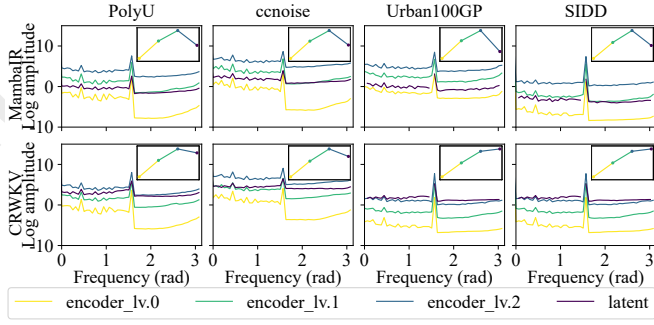 PolyU ccnoise Urban100GP SIDD
MambaIR
Log amplitude
10
0
10
CRWKV
Log amplitude
10
0
10
0 1 2 3 0 1 2 3 0 1 2 3 0 1 2 3
Frequency (rad) Frequency (rad) Frequency (rad) Frequency (rad)
encoder_lv.0 encoder_lv.1 encoder_lv.2 latent